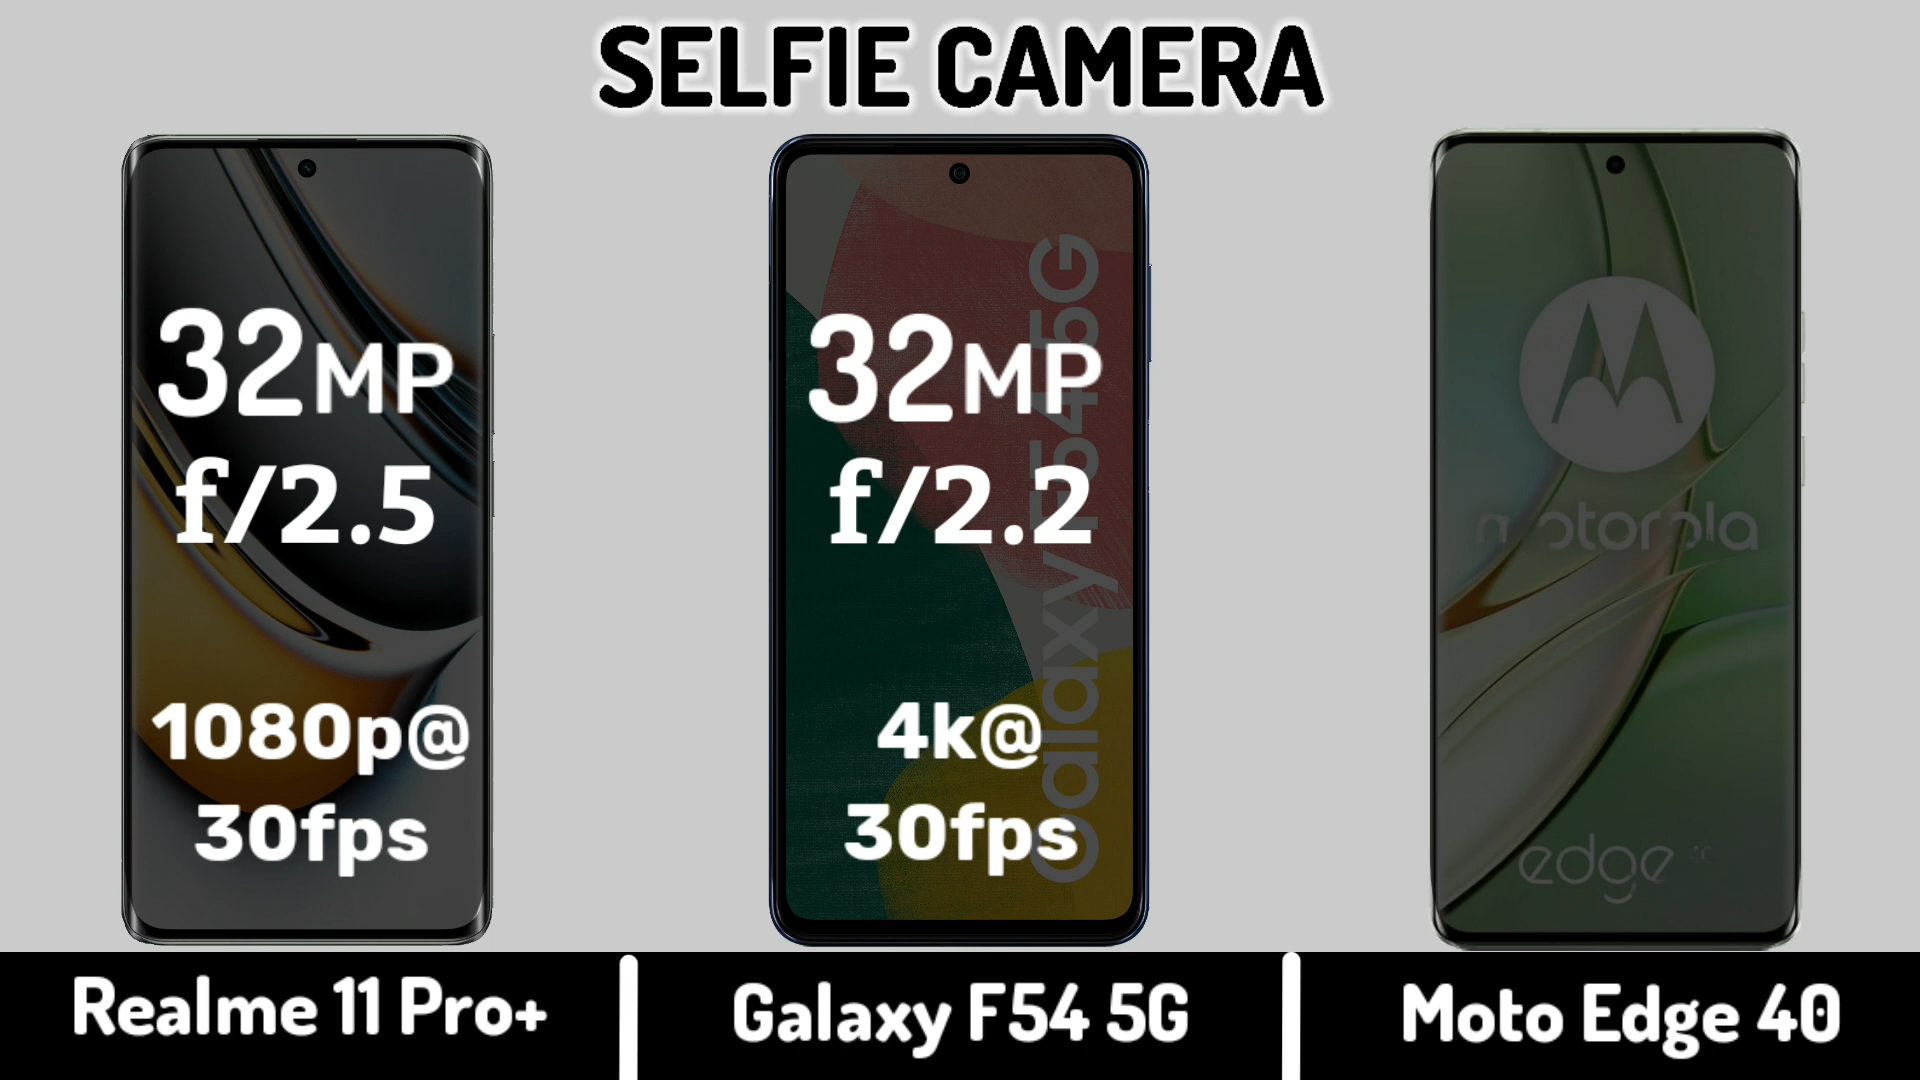 SELFIE CAMERA
32MP
f/2.5
1080p@
30fps
Galaxy F54 5G
32MP
f/2.2
4k@
30fps
motorola
edge
Realme 11 Pro+
Galaxy F54 5G
Moto Edge 40